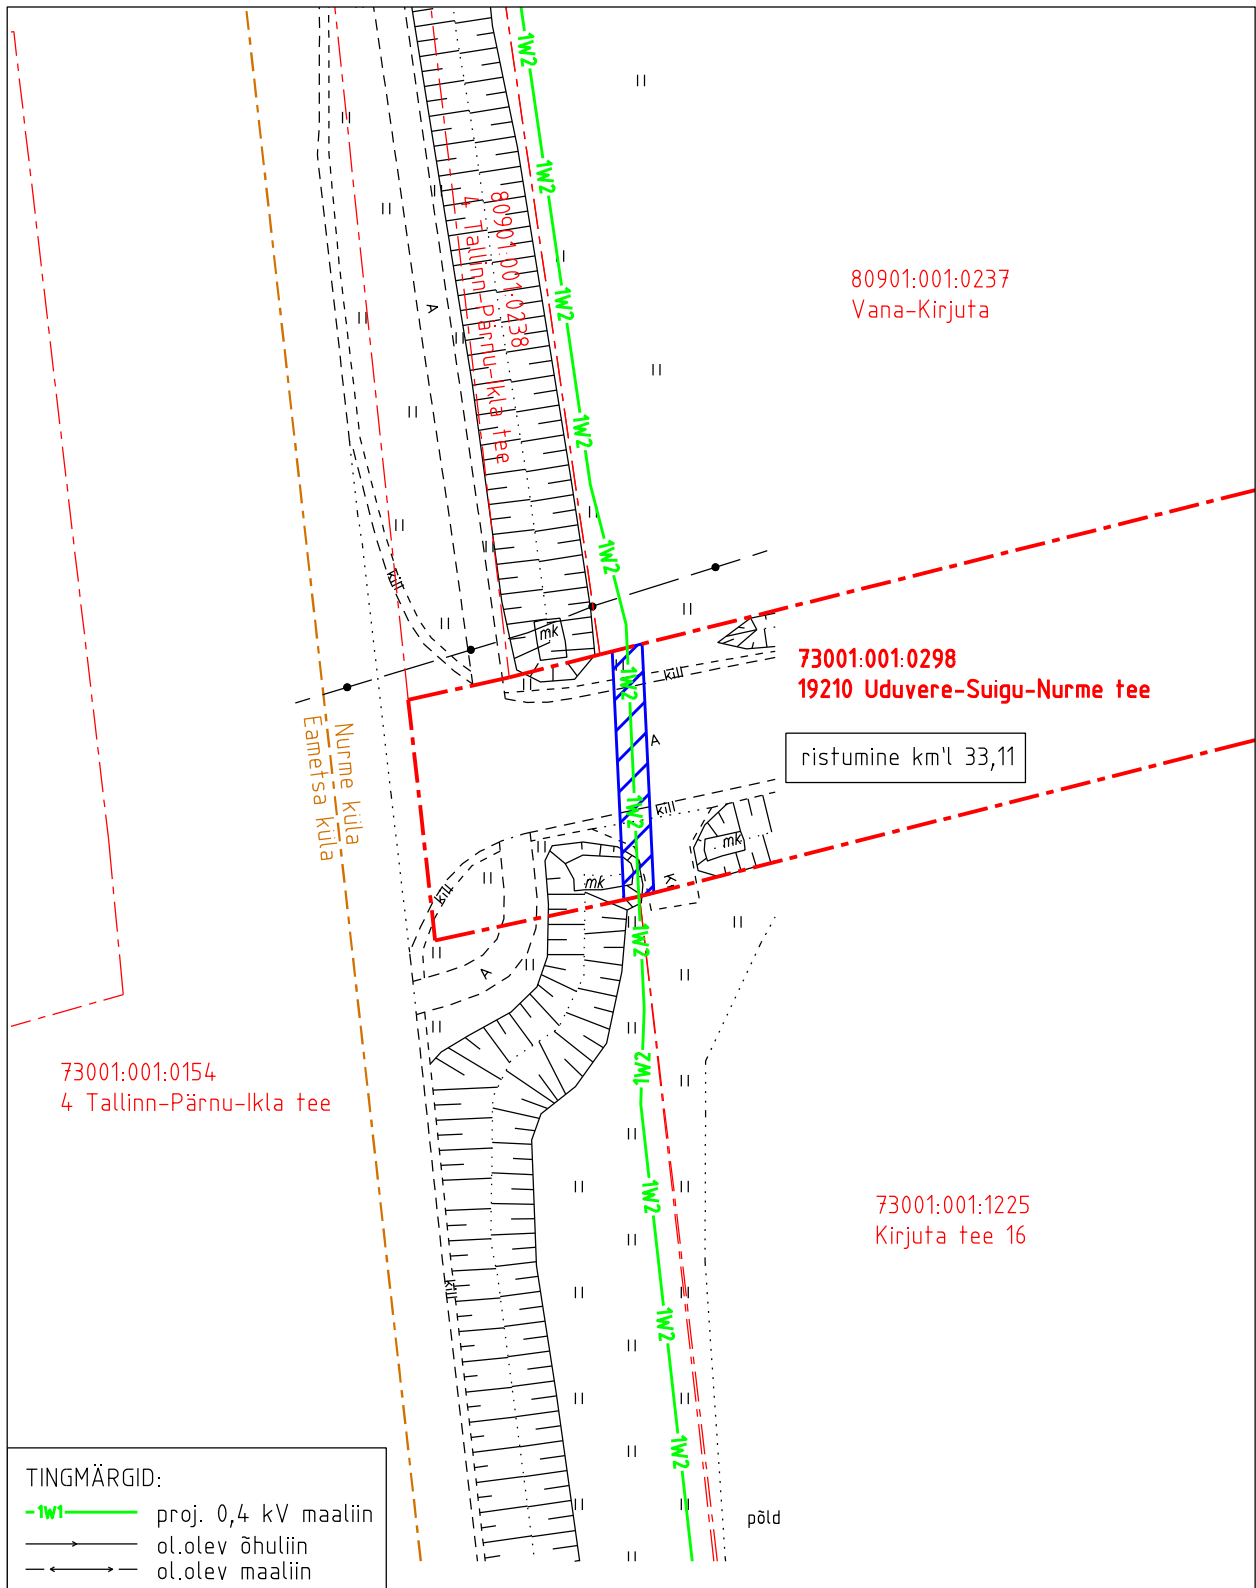 1W2
1W2
A
80901:001:0238
4 Tallinn-Pärnu-Ikla tee
1W2
80901:001:0237
Vana-Kirjuta
1W2
1W2
kill
mk
1W2
kill
73001:001:0298
19210 Uduvere-Suigu-Nurme tee
A
ristumine km'l 33,11
Nurme küla
Eametsa küla
1W2
kill
mk
mk
kill
K
1W2
A
1W2
73001:001:0154
4 Tallinn-Pärnu-Ikla tee
1W2
73001:001:1225
Kirjuta tee 16
kill
1W2
1W2
põld
TINGMÄRGID:
1W1 proj. 0,4 kV maaliin
ol.olev õhuliin
ol.olev maaliin